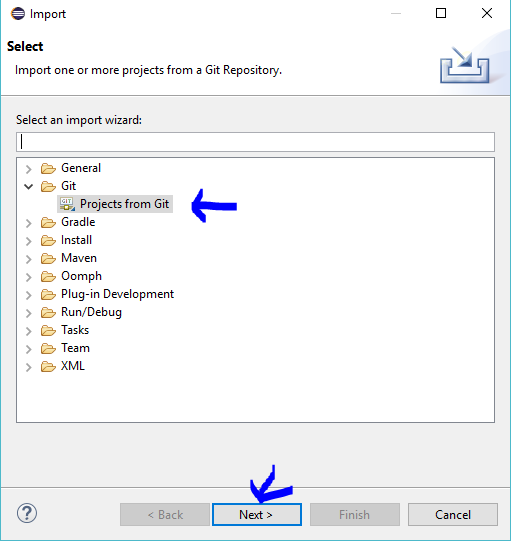 Import
Select
Import one or more projects from a Git Repository.
Select an import wizard:
General
Git
GIT Projects from Git
Gradle
Install
Maven
Oomph
Plug-in Development
Run/Debug
Tasks
Team
XML
? < Back Next > Finish Cancel